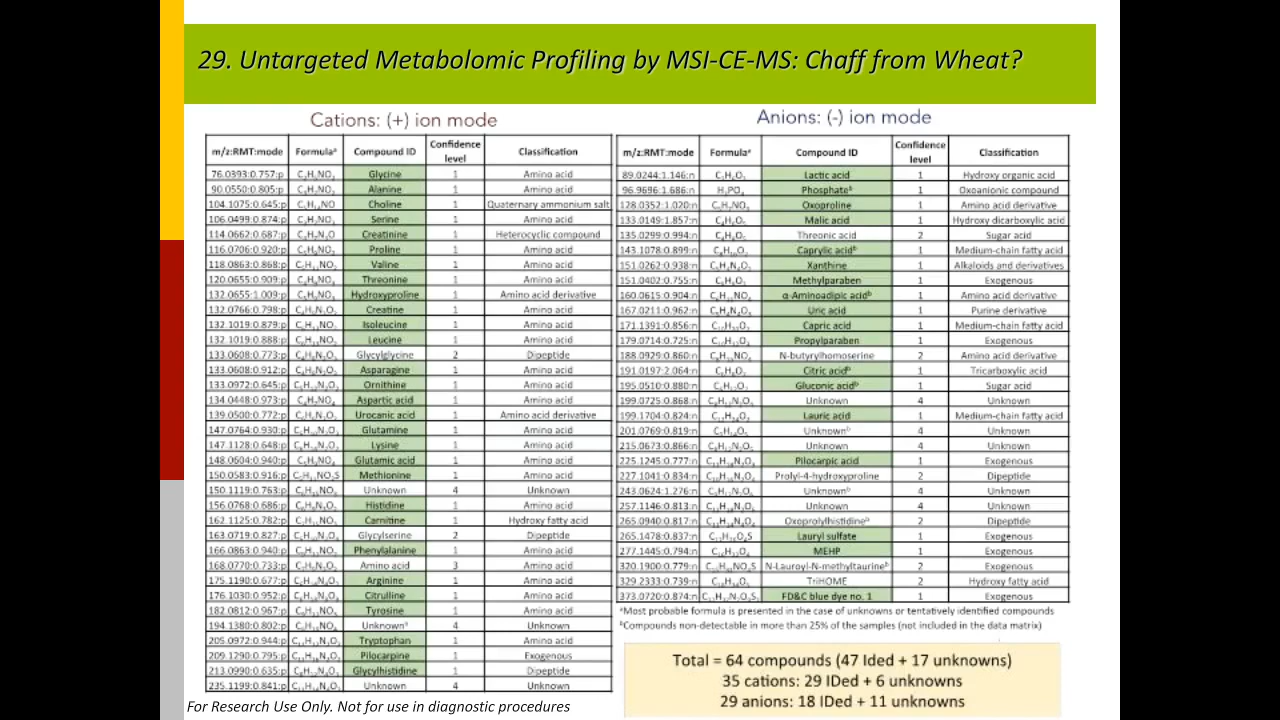 29. Untargeted Metabolomic Profiling by MSI-CE-MS: Chaff from Wheat?
Cations: (+) ion mode
m/z:RMT:mode Formulaᵃ Compound ID Confidence level Classification
76.0393:0.757:p Glycine 1 Amino acid
90.0550:0.805:p Alanine 1 Amino acid
104.1075:0.645:p Choline 1 Quaternary ammonium salt
106.0499:0.874:p Serine 1 Amino acid
114.0662:0.687:p Creatinine 1 Heterocyclic compound
116.0706:0.920:p Proline 1 Amino acid
118.0863:0.868:p Valine 1 Amino acid
120.0655:0.909:p Threonine 1 Amino acid
132.0655:1.009:p Hydroxyproline 1 Amino acid derivative
132.0766:0.798:p Creatine 1 Amino acid
132.1019:0.879:p Isoleucine 1 Amino acid
132.1019:0.888:p Leucine 1 Amino acid
133.0608:0.773:p Glycylglycine 2 Dipeptide
133.0608:0.912:p Asparagine 1 Amino acid
133.0972:0.645:p Ornithine 1 Amino acid
134.0448:0.973:p Aspartic acid 1 Amino acid
139.0500:0.772:p Urocanic acid 1 Amino acid derivative
147.0764:0.930:p Glutamine 1 Amino acid
147.1128:0.648:p Lysine 1 Amino acid
148.0604:0.940:p Glutamic acid 1 Amino acid
150.0583:0.916:p Methionine 1 Amino acid
150.1119:0.763:p Unknown 4 Unknown
156.0768:0.686:p Histidine 1 Amino acid
162.1125:0.782:p Carnitine 1 Hydroxy fatty acid
163.0719:0.827:p Glycylserine 2 Dipeptide
166.0863:0.940:p Phenylalanine 1 Amino acid
168.0770:0.733:p Amino acid 3 Amino acid
175.1190:0.677:p Arginine 1 Amino acid
176.1030:0.952:p Citrulline 1 Amino acid
182.0812:0.967:p Tyrosine 1 Amino acid
194.1380:0.802:p Unknownᵃ 4 Unknown
205.0972:0.944:p Tryptophan 1 Amino acid
209.1290:0.795:p Pilocarpine 1 Exogenous
213.0990:0.635:p Glycylhistidine 1 Dipeptide
235.1199:0.841:p Unknown 4 Unknown
Anions: (-) ion mode
m/z:RMT:mode Formulaᵃ Compound ID Confidence level Classification
89.0244:1.146:n Lactic acid 1 Hydroxy organic acid
96.9696:1.686:n Phosphateᵇ 1 Oxoanionic compound
128.0352:1.020:n Oxoproline 1 Amino acid derivative
133.0149:1.857:n Malic acid 1 Hydroxy dicarboxylic acid
135.0299:0.994:n Threonic acid 2 Sugar acid
143.1078:0.899:n Caprylic acidᵇ 1 Medium-chain fatty acid
151.0262:0.938:n Xanthine 1 Alkaloids and derivatives
151.0402:0.755:n Methylparaben 1 Exogenous
160.0615:0.904:n α-Aminoadipic acidᵇ 1 Amino acid derivative
167.0211:0.962:n Uric acid 1 Purine derivative
171.1391:0.856:n Capric acid 1 Medium-chain fatty acid
179.0714:0.725:n Propylparaben 1 Exogenous
188.0929:0.860:n N-butyrylhomoserine 2 Amino acid derivative
191.0197:2.064:n Citric acidᵇ 1 Tricarboxylic acid
195.0510:0.880:n Gluconic acidᵇ 1 Sugar acid
199.0725:0.868:n Unknown 4 Unknown
199.1704:0.824:n Lauric acid 1 Medium-chain fatty acid
201.0769:0.819:n Unknownᵇ 4 Unknown
215.0673:0.866:n Unknown 4 Unknown
225.1245:0.777:n Pilocarpic acid 1 Exogenous
227.1041:0.834:n Prolyl-4-hydroxyproline 2 Dipeptide
243.0624:1.276:n Unknownᵇ 4 Unknown
257.1146:0.813:n Unknown 4 Unknown
265.0940:0.817:n Oxoprolylhistidineᵇ 2 Dipeptide
265.1478:0.837:n Lauryl sulfate 1 Exogenous
277.1445:0.794:n MEHP 1 Exogenous
320.1900:0.779:n N-Lauroyl-N-methyltaurineᵇ 2 Exogenous
329.2333:0.739:n TriHOME 2 Hydroxy fatty acid
373.0720:0.874:n FD&C blue dye no. 1 1 Exogenous
ᵃMost probable formula is presented in the case of unknowns or tentatively identified compounds
ᵇCompounds non-detectable in more than 25% of the samples (not included in the data matrix)
Total = 64 compounds (47 Ided + 17 unknowns)
35 cations: 29 IDed + 6 unknowns
29 anions: 18 IDed + 11 unknowns
For Research Use Only. Not for use in diagnostic procedures